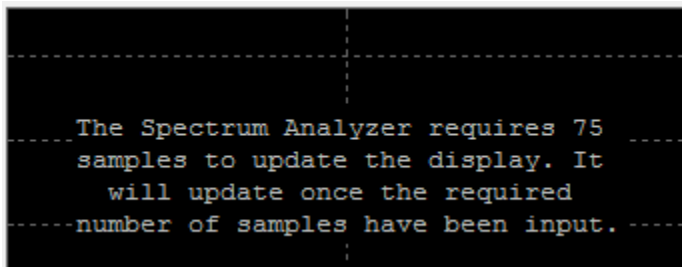 The Spectrum Analyzer requires 75
samples to update the display. It
will update once the required
number of samples have been input.